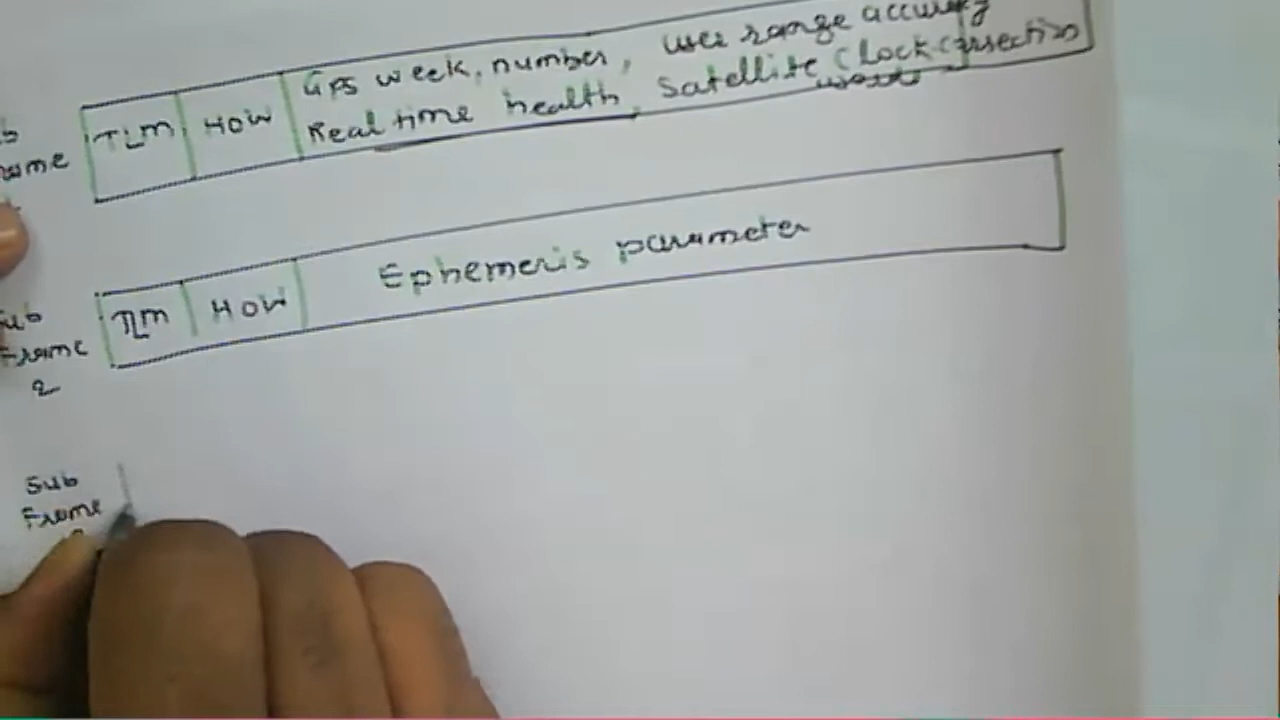 GPS week, number, user range accuracy
TLM HOW Real time health, Satellite Clock Correction
Ephemeris parameter
TLM HOW
Sub
Frame
2
Sub
Frame